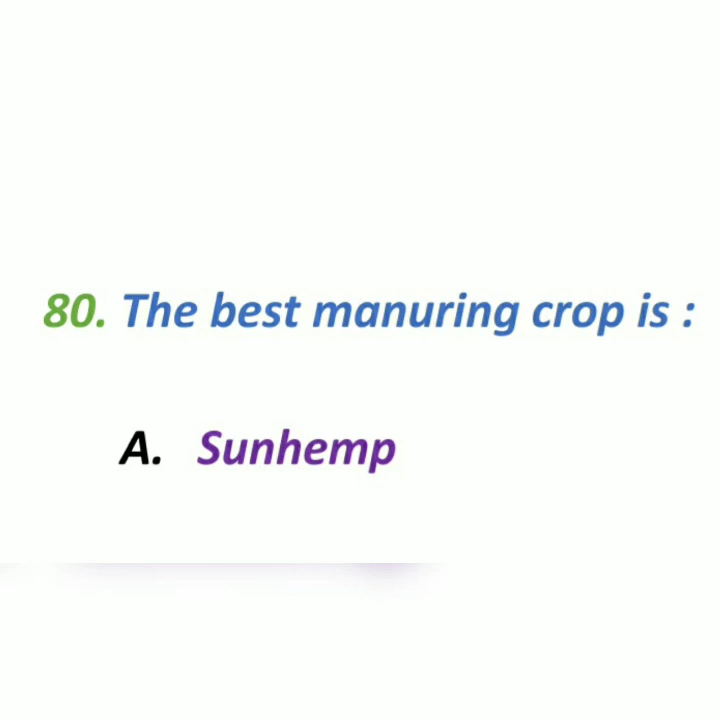 80. The best manuring crop is :
A. Sunhemp